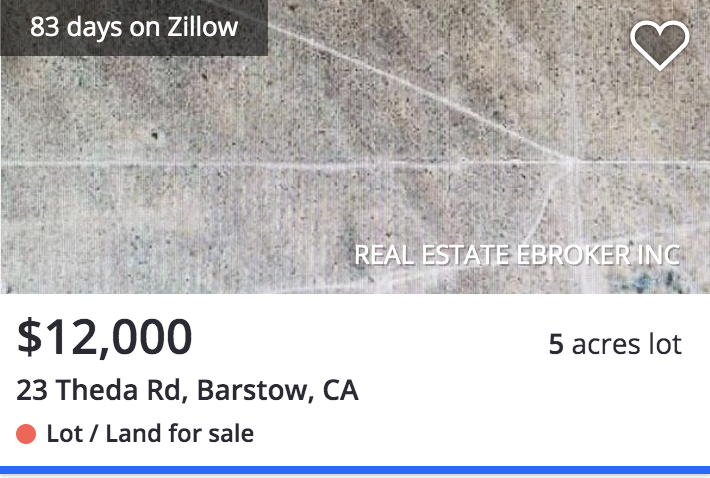 83 days on Zillow
REAL ESTATE EBROKER INC
$12,000
5 acres lot
23 Theda Rd, Barstow, CA
Lot / Land for sale